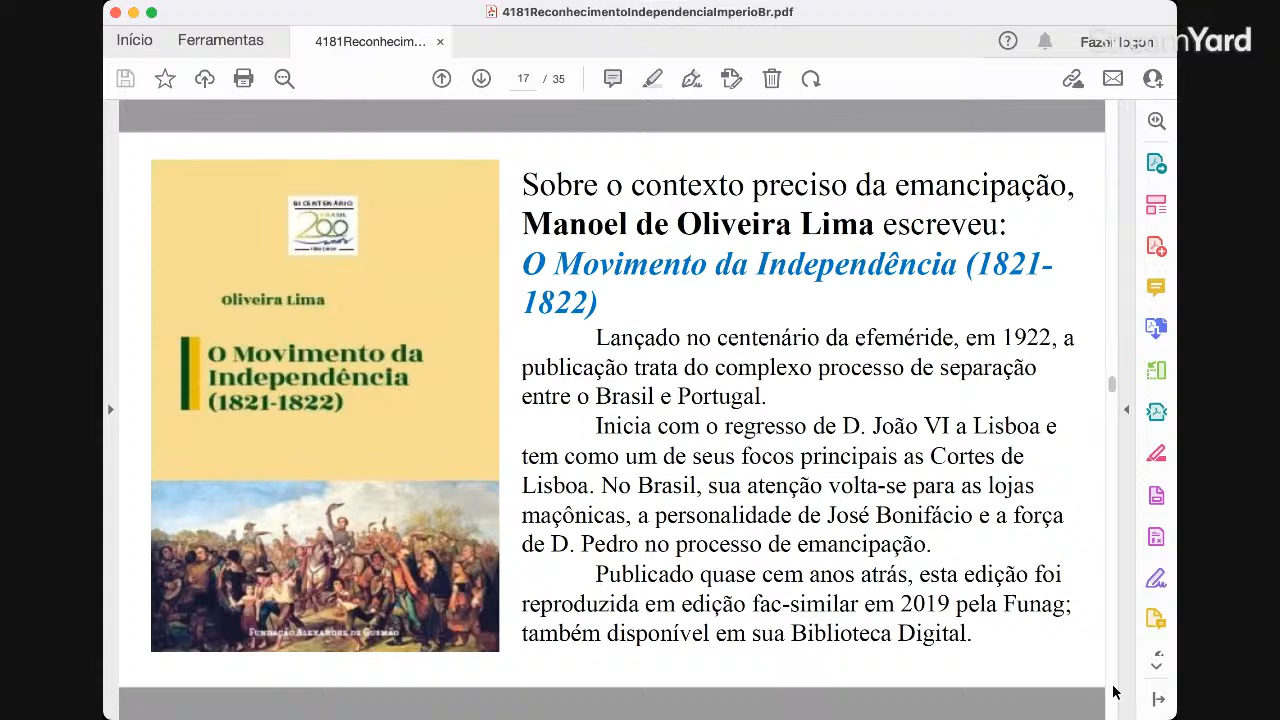 4181ReconhecimentoIndependenciaImperioBr.pdf
Início
Ferramentas
4181Reconhecim...
Fazer logon
17 / 35
BICENTENÁRIO
BRASIL
200
anos
Oliveira Lima
O Movimento da
Independência
(1821-1822)
Fundação Alexandre de Gusmão
Sobre o contexto preciso da emancipação,
Manoel de Oliveira Lima escreveu:
O Movimento da Independência (1821-
1822)
Lançado no centenário da efeméride, em 1922, a
publicação trata do complexo processo de separação
entre o Brasil e Portugal.
Inicia com o regresso de D. João VI a Lisboa e
tem como um de seus focos principais as Cortes de
Lisboa. No Brasil, sua atenção volta-se para as lojas
maçônicas, a personalidade de José Bonifácio e a força
de D. Pedro no processo de emancipação.
Publicado quase cem anos atrás, esta edição foi
reproduzida em edição fac-similar em 2019 pela Funag;
também disponível em sua Biblioteca Digital.